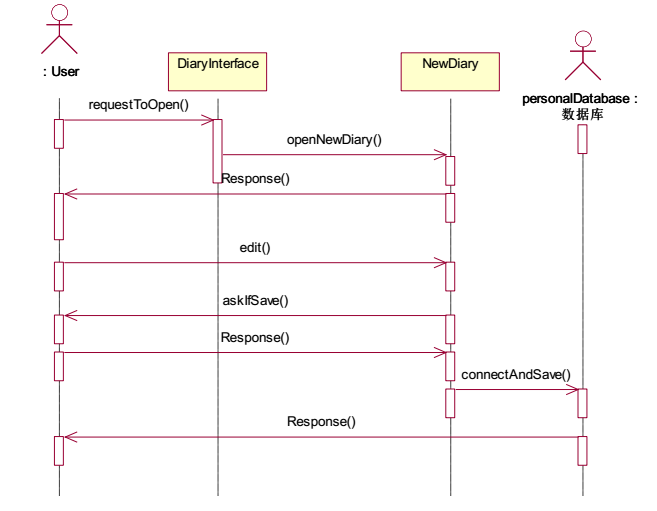 : User
DiaryInterface
NewDiary
personalDatabase :
数据库
requestToOpen()
openNewDiary()
Response()
edit()
askIfSave()
Response()
connectAndSave()
Response()